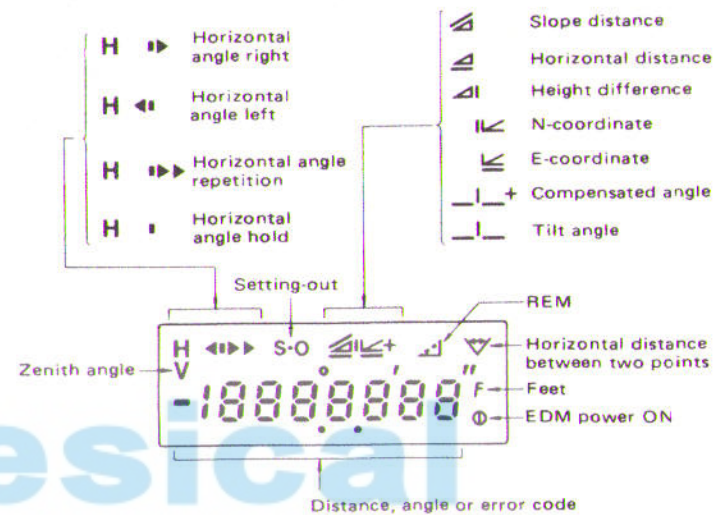 H Horizontal
angle right
H Horizontal
angle left
H Horizontal angle
repetition
H Horizontal
angle hold
Slope distance
Horizontal distance
Height difference
N-coordinate
E-coordinate
+ Compensated angle
Tilt angle
Setting-out
REM
H S-O + 
Horizontal distance
between two points
Zenith angle
V ° ' "
-18888888
F
Feet
EDM power ON
Distance, angle or error code
esical